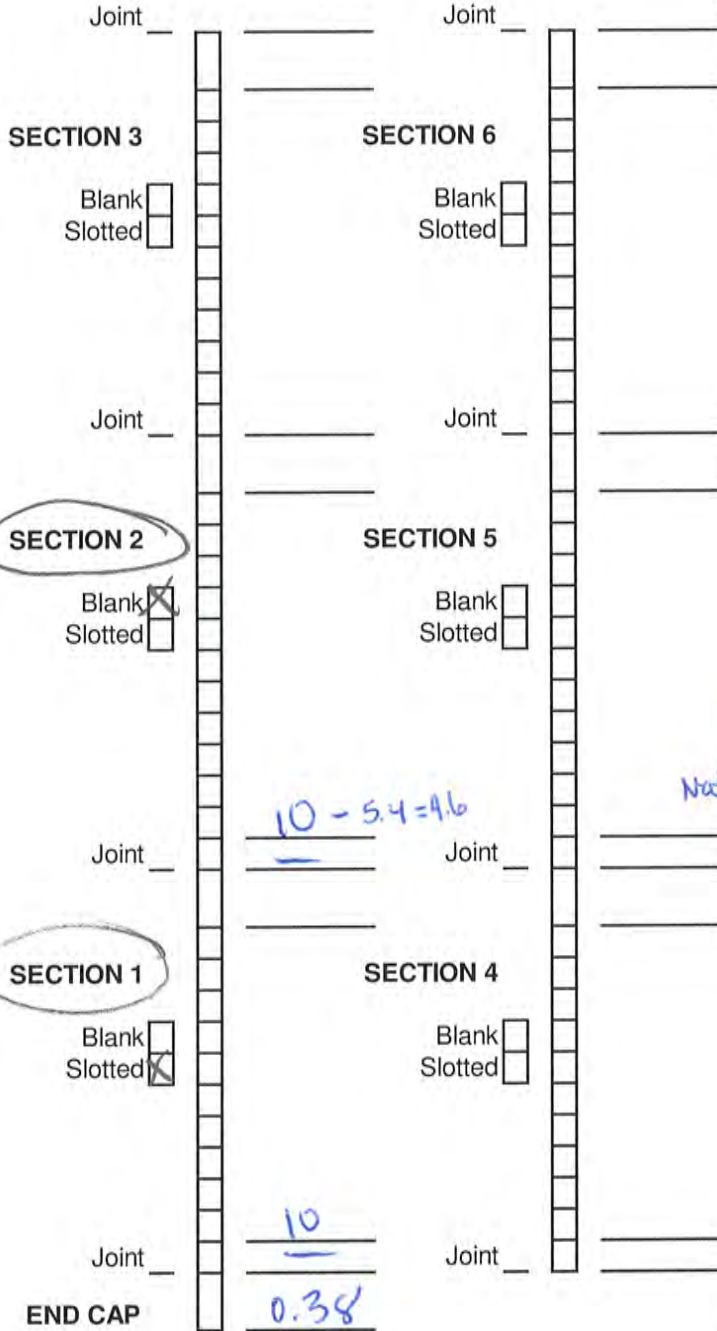 Joint Joint
SECTION 3 SECTION 6
Blank Blank
Slotted Slotted
Joint Joint
SECTION 2 SECTION 5
Blank X Blank
Slotted Slotted
10 - 5.4 = 4.6
Joint Joint
SECTION 1 SECTION 4
Blank Blank
Slotted X Slotted
10
Joint Joint
END CAP 0.38